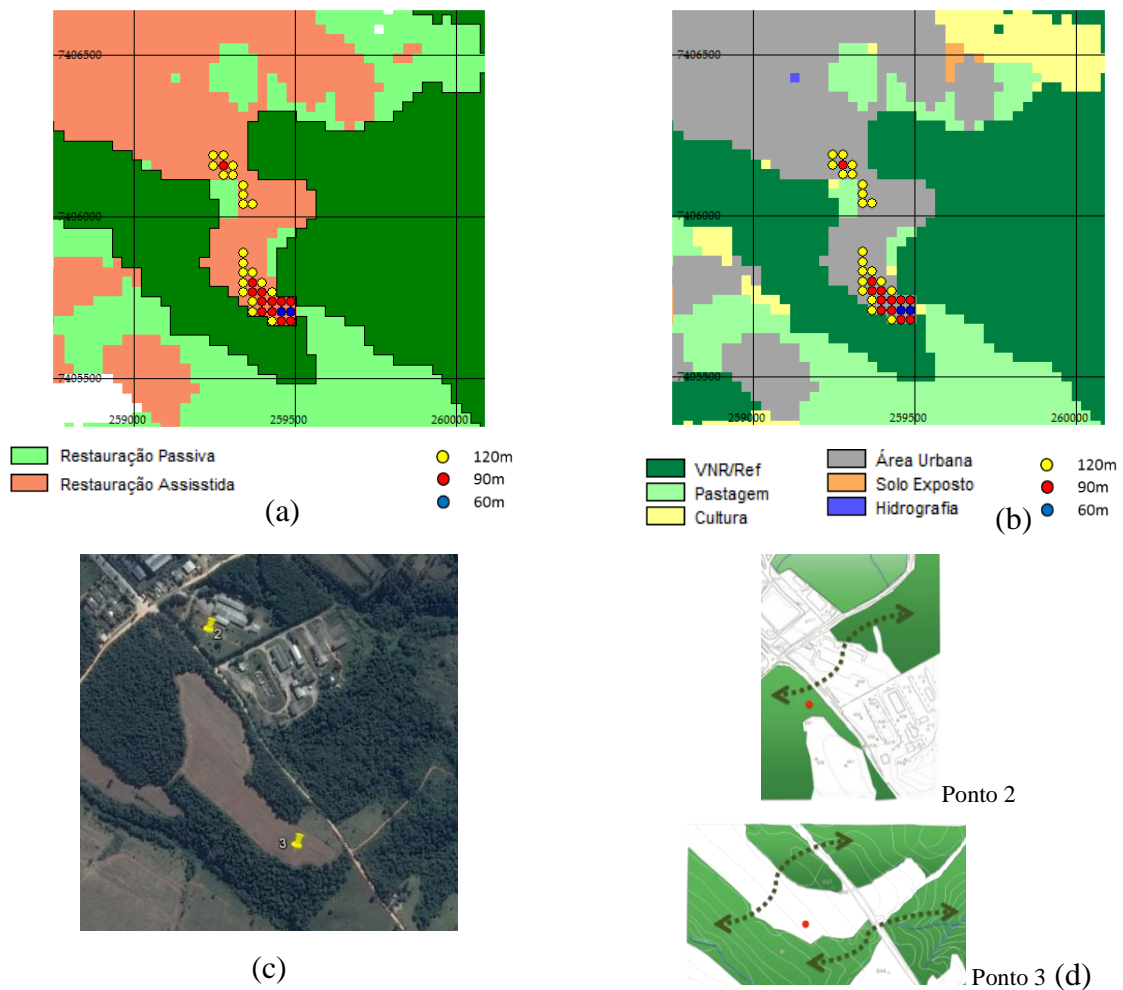 7406500
7406000
7405500
259000
259500
260000
Restauração Passiva
Restauração Assisstida
120m
90m
60m
(a)
7406500
7406000
7405500
259000
259500
260000
VNR/Ref
Pastagem
Cultura
Área Urbana
Solo Exposto
Hidrografia
120m
90m
60m
(b)
2
3
(c)
Ponto 2
Ponto 3 (d)